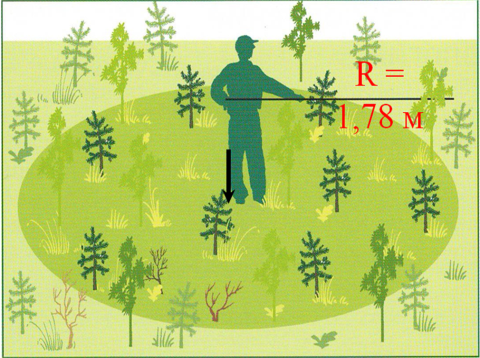 R =
1,78 м